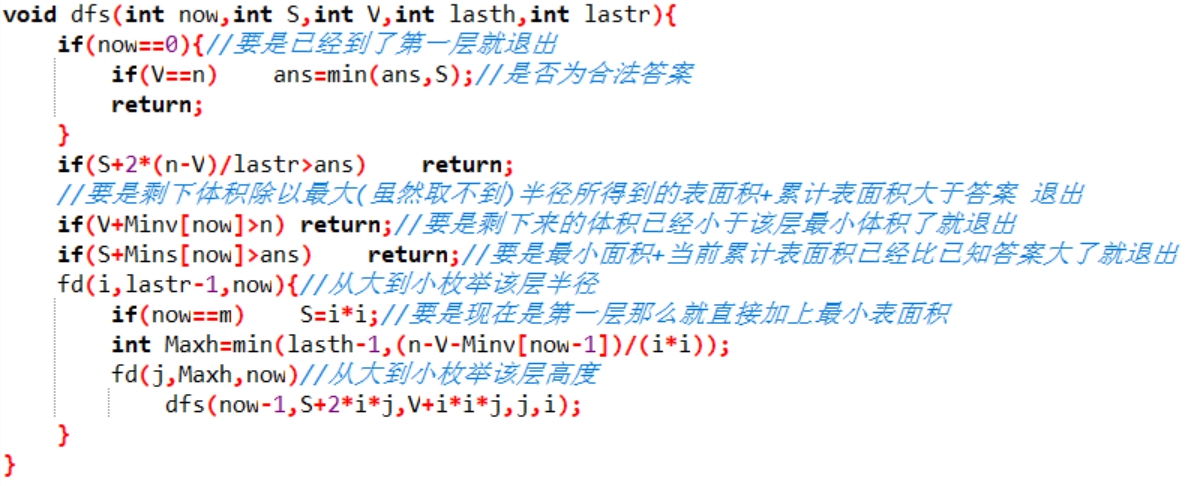 void dfs(int now,int S,int V,int lasth,int lastr){
    if(now==0){//要是已经到了第一层就退出
        if(V==n)    ans=min(ans,S);//是否为合法答案
        return;
    }
    if(S+2*(n-V)/lastr>ans)    return;
    //要是剩下体积除以最大(虽然取不到)半径所得到的表面积+累计表面积大于答案 退出
    if(V+Minv[now]>n) return;//要是剩下来的体积已经小于该层最小体积了就退出
    if(S+Mins[now]>ans)    return;//要是最小面积+当前累计表面积已经比已知答案大了就退出
    fd(i,lastr-1,now){//从大到小枚举该层半径
        if(now==m)    S=i*i;//要是现在是第一层那么就直接加上最小表面积
        int Maxh=min(lasth-1,(n-V-Minv[now-1])/(i*i));
        fd(j,Maxh,now)//从大到小枚举该层高度
            dfs(now-1,S+2*i*j,V+i*i*j,j,i);
    }
}